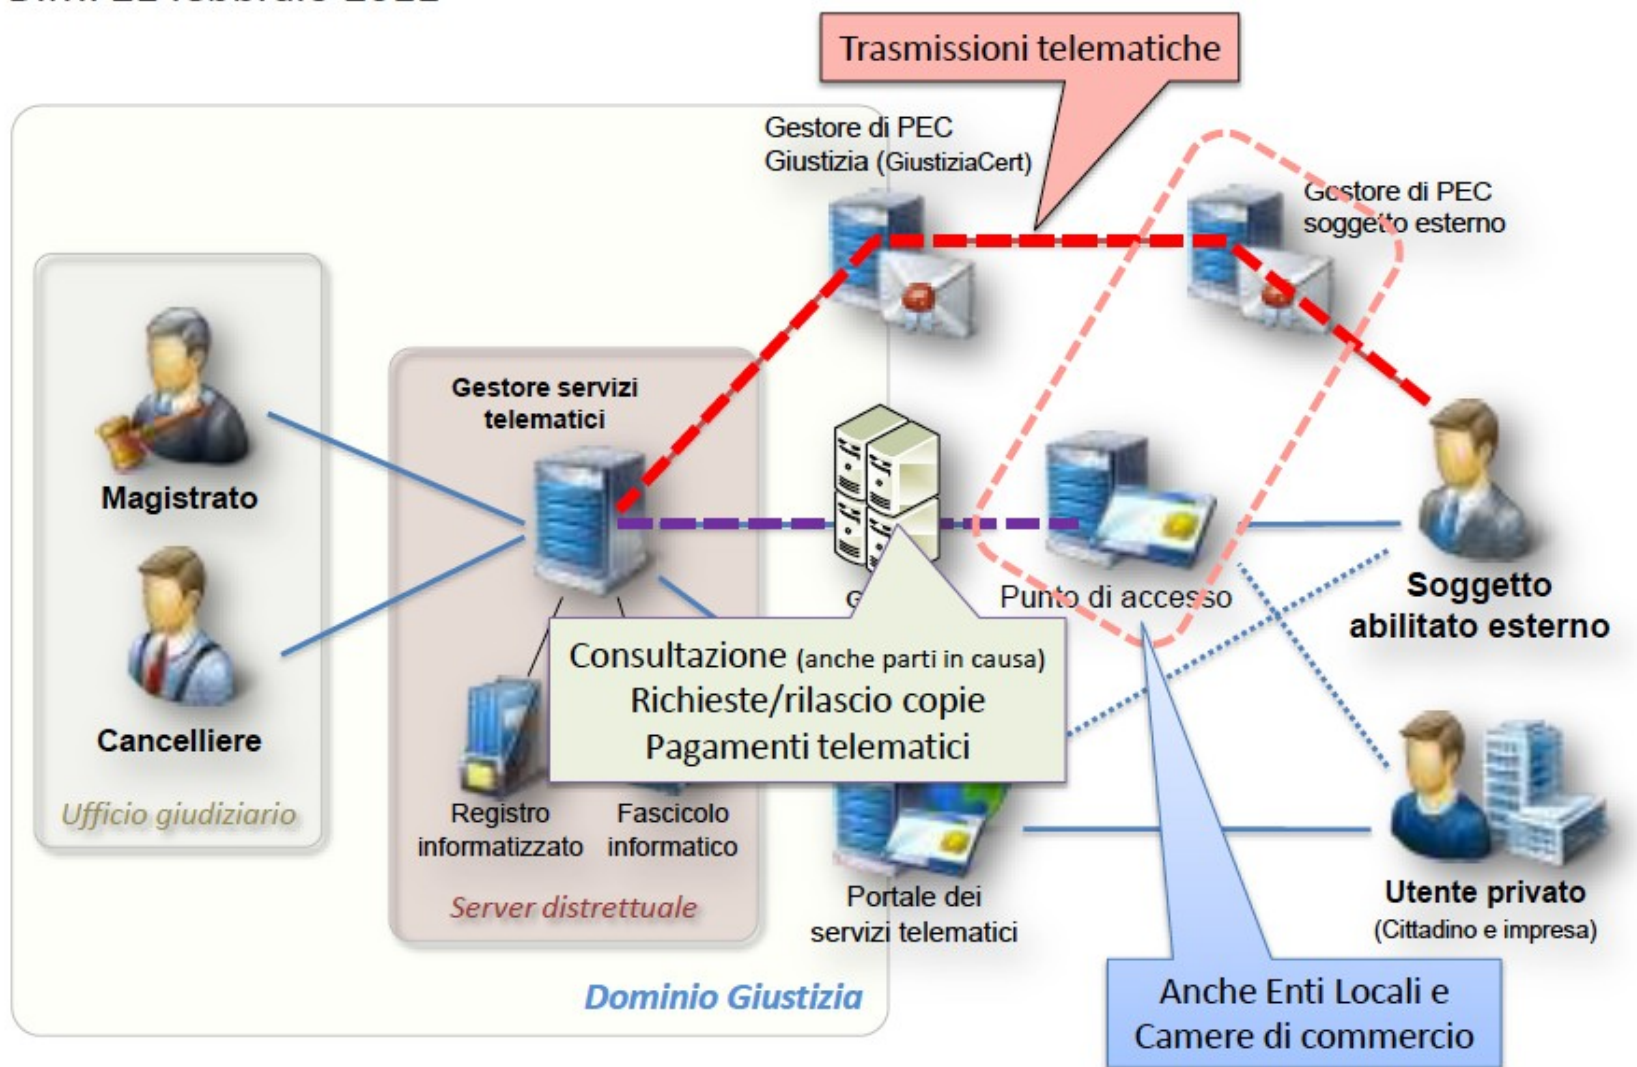 Trasmissioni telematiche
Gestore di PEC
Giustizia (GiustiziaCert)
Gestore di PEC
soggetto esterno
Gestore servizi
telematici
Magistrato
Punto di accesso
Soggetto
abilitato esterno
Consultazione (anche parti in causa)
Richieste/rilascio copie
Pagamenti telematici
Cancelliere
Ufficio giudiziario
Registro
informatizzato
Fascicolo
informatico
Server distrettuale
Portale dei
servizi telematici
Utente privato
(Cittadino e impresa)
Dominio Giustizia
Anche Enti Locali e
Camere di commercio